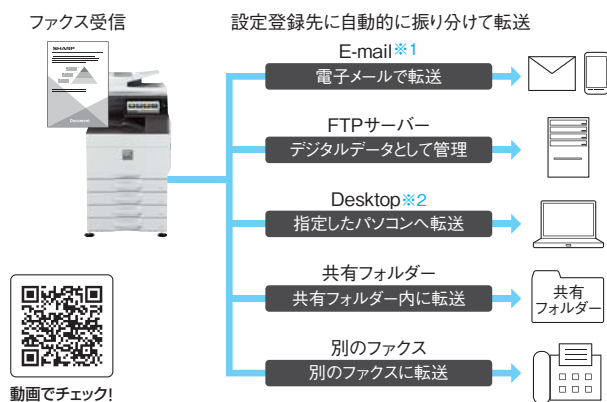 ファクス受信
設定登録先に自動的に振り分けて転送
SHARP
Document
E-mail※1
電子メールで転送
FTPサーバー
デジタルデータとして管理
Desktop※2
指定したパソコンへ転送
共有フォルダー
共有フォルダー内に転送
共有
フォルダー
別のファクス
別のファクスに転送
動画でチェック!